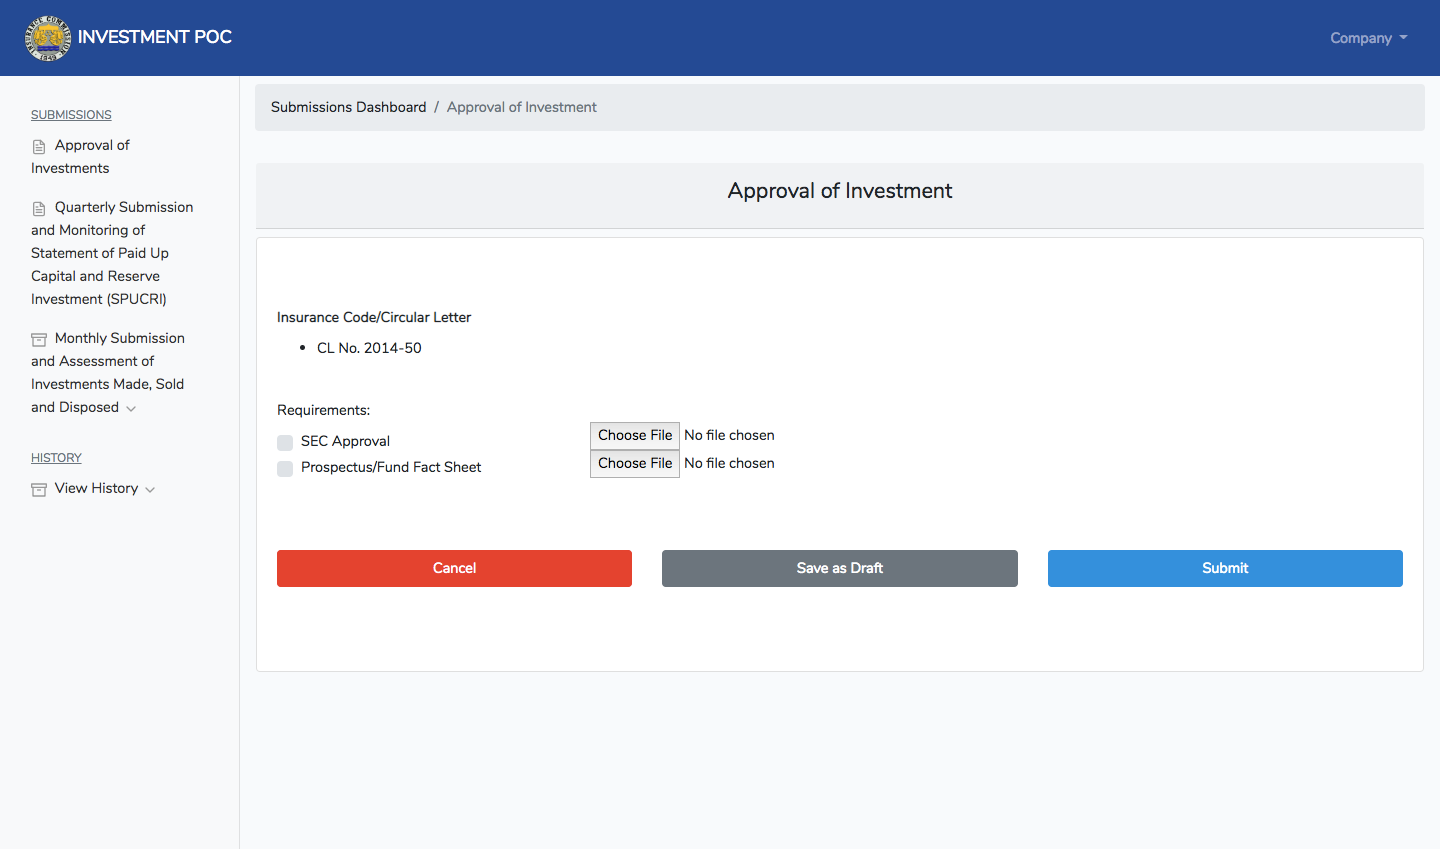 INSURANCE COMMISSION
1949
INVESTMENT POC
Company
SUBMISSIONS
Approval of
Investments
Quarterly Submission
and Monitoring of
Statement of Paid Up
Capital and Reserve
Investment (SPUCRI)
Monthly Submission
and Assessment of
Investments Made, Sold
and Disposed
HISTORY
View History
Submissions Dashboard / Approval of Investment
Approval of Investment
Insurance Code/Circular Letter
• CL No. 2014-50
Requirements:
SEC Approval Choose File No file chosen
Prospectus/Fund Fact Sheet Choose File No file chosen
Cancel Save as Draft Submit